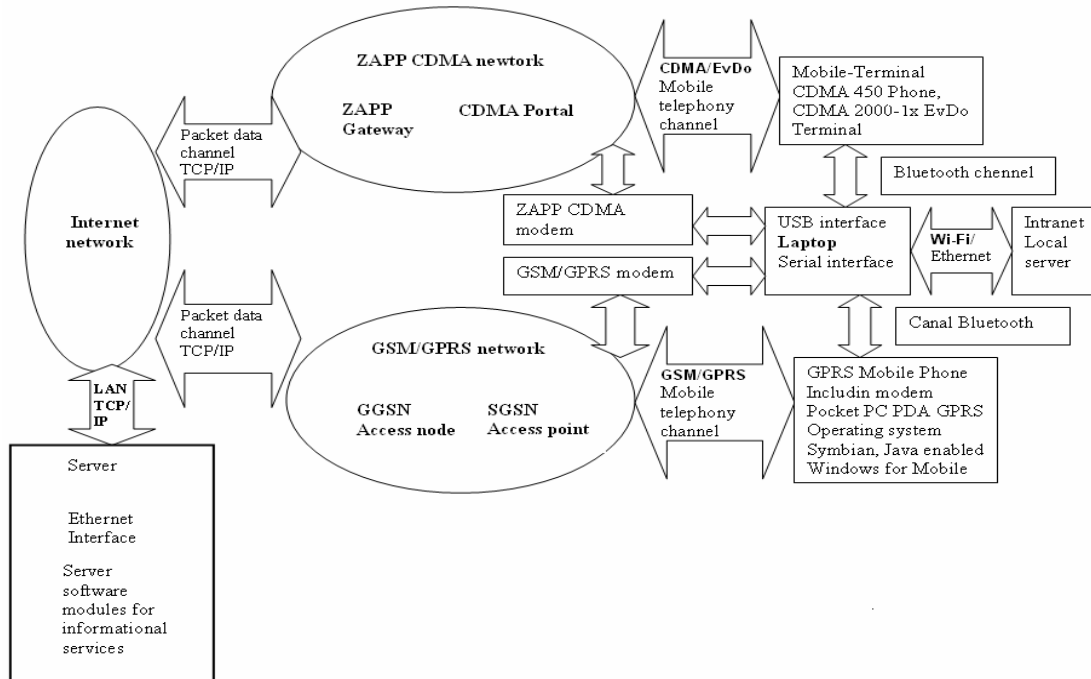 ZAPP CDMA newtork
ZAPP
Gateway
CDMA Portal
CDMA/EvDo
Mobile
telephony
channel
Mobile-Terminal
CDMA 450 Phone,
CDMA 2000-1x EvDo
Terminal
Packet data
channel
TCP/IP
Bluetooth chennel
Internet
network
ZAPP CDMA
modem
USB interface
Laptop
Serial interface
Wi-Fi/
Ethernet
Intranet
Local
server
GSM/GPRS modem
Packet data
channel
TCP/IP
Canal Bluetooth
GSM/GPRS network
GGSN
Access node
SGSN
Access point
GSM/GPRS
Mobile
telephony
channel
GPRS Mobile Phone
Includin modem
Pocket PC PDA GPRS
Operating system
Symbian, Java enabled
Windows for Mobile
LAN
TCP/
IP
Server
Ethernet
Interface
Server
software
modules for
informational
services